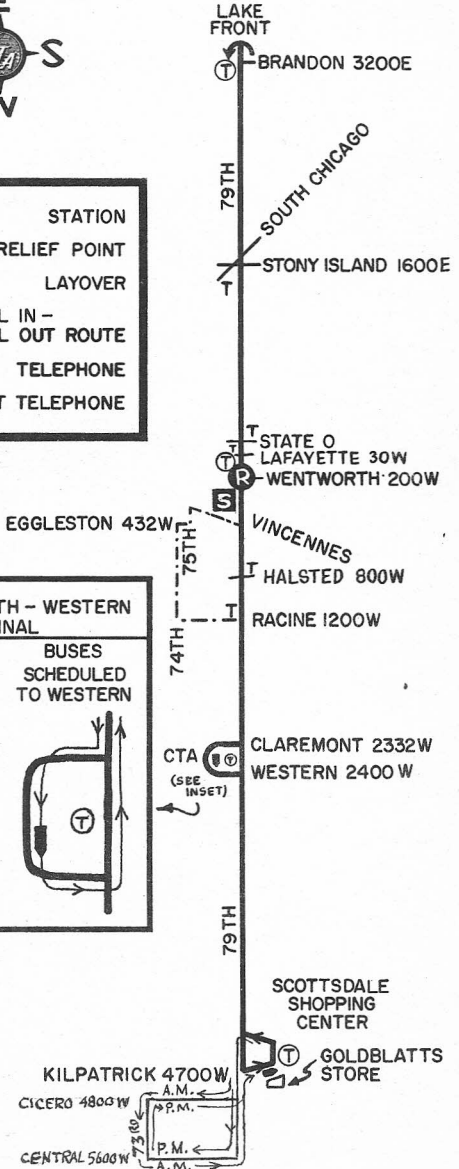 LAKE
FRONT
T
BRANDON 3200E
S
79TH
SOUTH CHICAGO
STATION
RELIEF POINT
LAYOVER
L IN –
L OUT ROUTE
TELEPHONE
T TELEPHONE
STONY ISLAND 1600E
T
T
STATE 0
T
LAFAYETTE 30W
T
R
WENTWORTH 200W
S
EGGLESTON 432W
75TH
VINCENNES
T
HALSTED 800W
74TH
T
RACINE 1200W
TH – WESTERN
INAL
BUSES
SCHEDULED
TO WESTERN
T
CTA
(SEE
INSET)
T
CLAREMONT 2332W
WESTERN 2400W
79TH
SCOTTSDALE
SHOPPING
CENTER
T
GOLDBLATTS
STORE
KILPATRICK 4700W
A.M.
CICERO 4800W
P.M.
73RD
P.M.
CENTRAL 5600W
A.M.